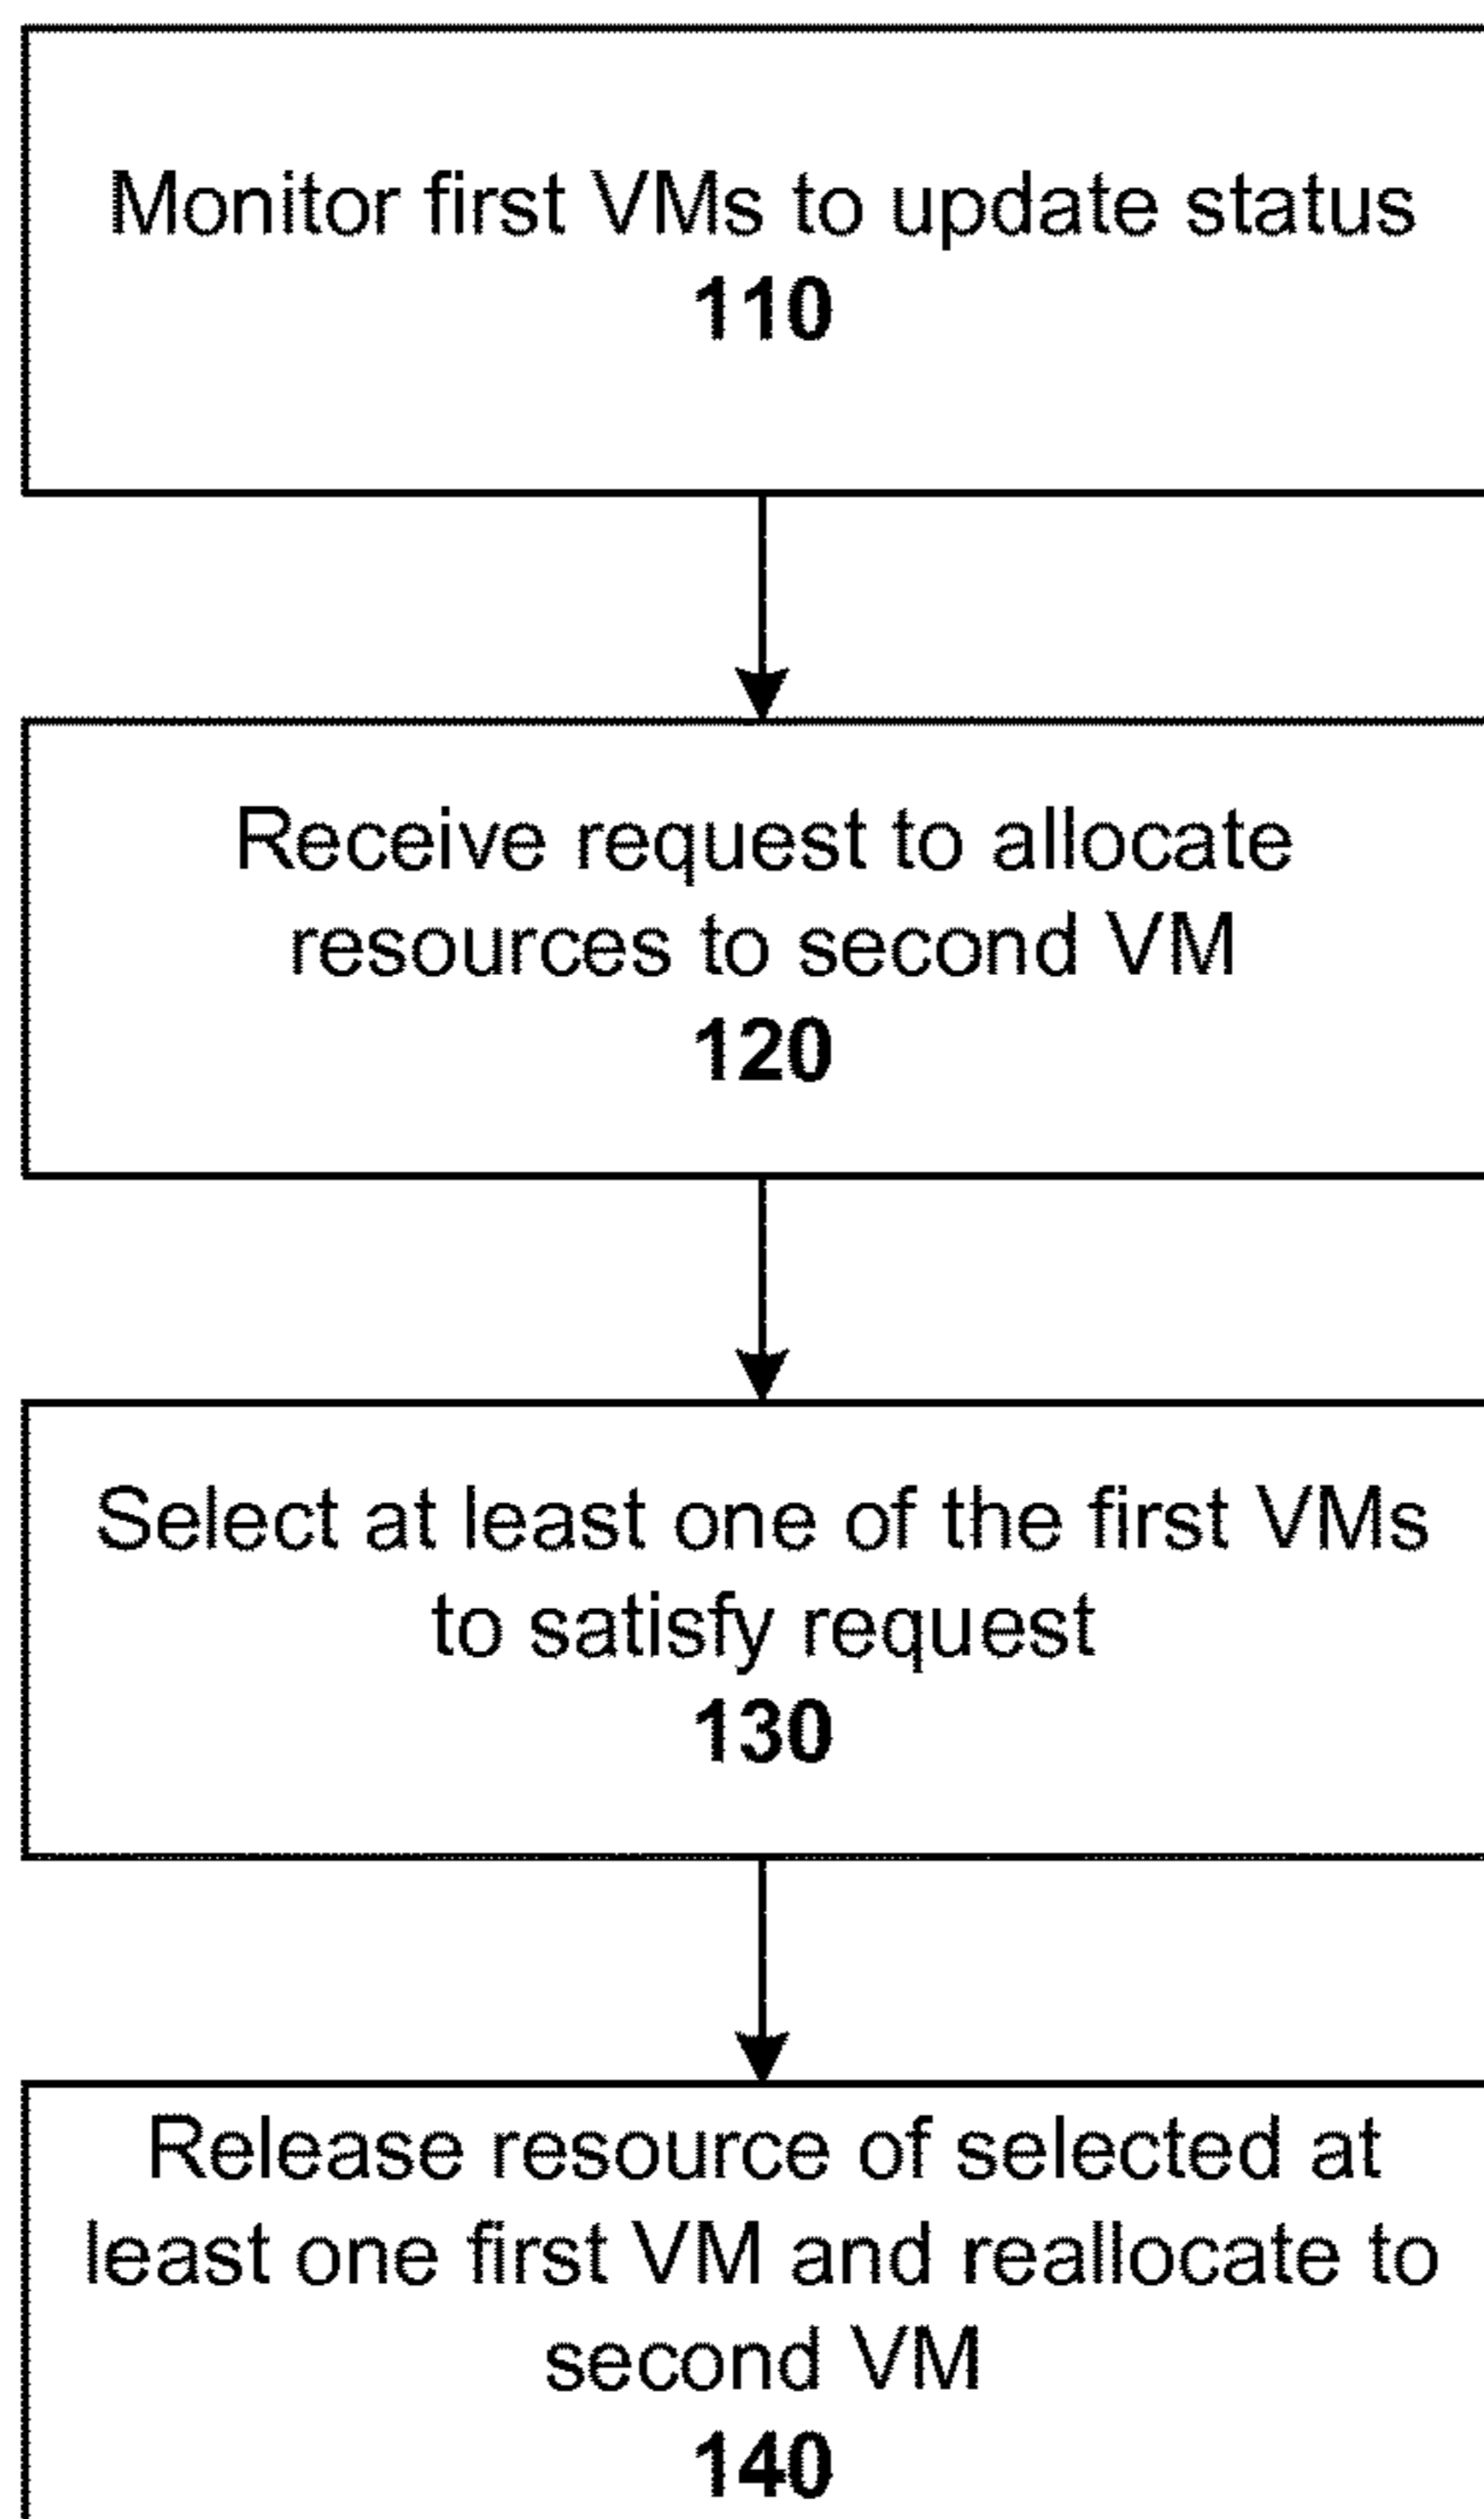 Monitor first VMs to update status
110
Receive request to allocate
resources to second VM
120
Select at least one of the first VMs
to satisfy request
130
Release resource of selected at
least one first VM and reallocate to
second VM
140